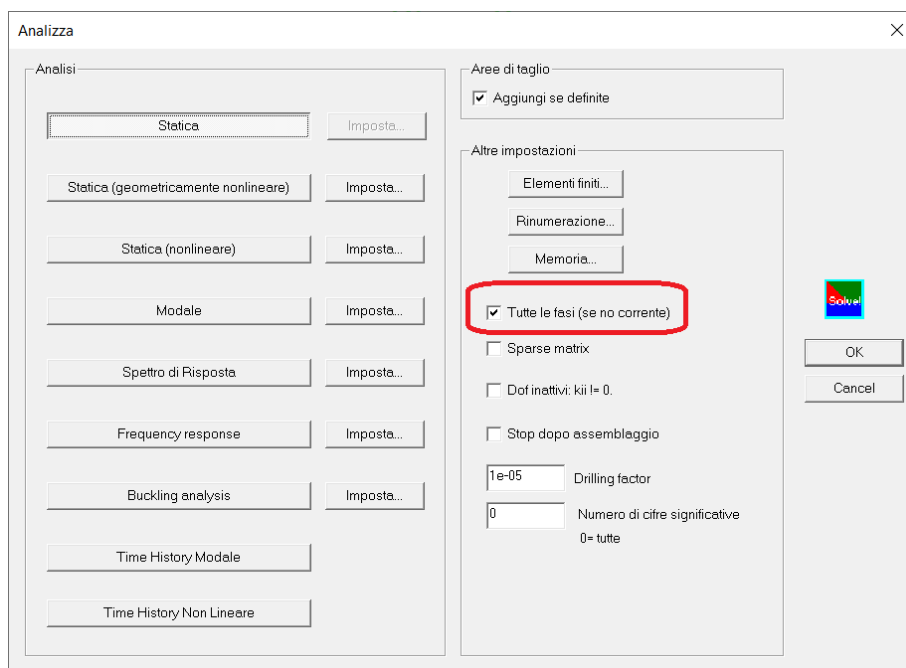 Analizza
Analisi
Statica
Imposta...
Statica (geometricamente nonlineare)
Imposta...
Statica (nonlineare)
Imposta...
Modale
Imposta...
Spettro di Risposta
Imposta...
Frequency response
Imposta...
Buckling analysis
Imposta...
Time History Modale
Time History Non Lineare
Aree di taglio
Aggiungi se definite
Altre impostazioni
Elementi finiti...
Rinumerazione...
Memoria...
Tutte le fasi (se no corrente)
Sparse matrix
Dof inattivi: kii != 0.
Stop dopo assemblaggio
1e-05 Drilling factor
0 Numero di cifre significative
0= tutte
Solve!
OK
Cancel